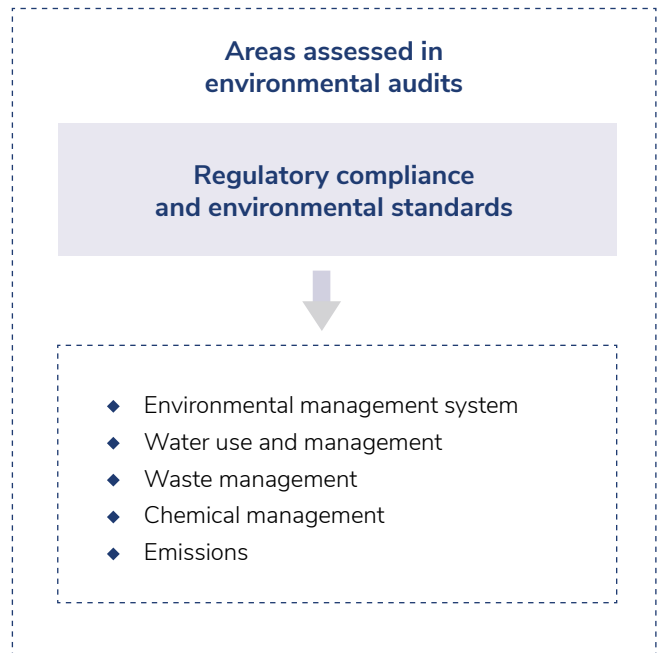 Areas assessed in
environmental audits
Regulatory compliance
and environmental standards
Environmental management system
Water use and management
Waste management
Chemical management
Emissions